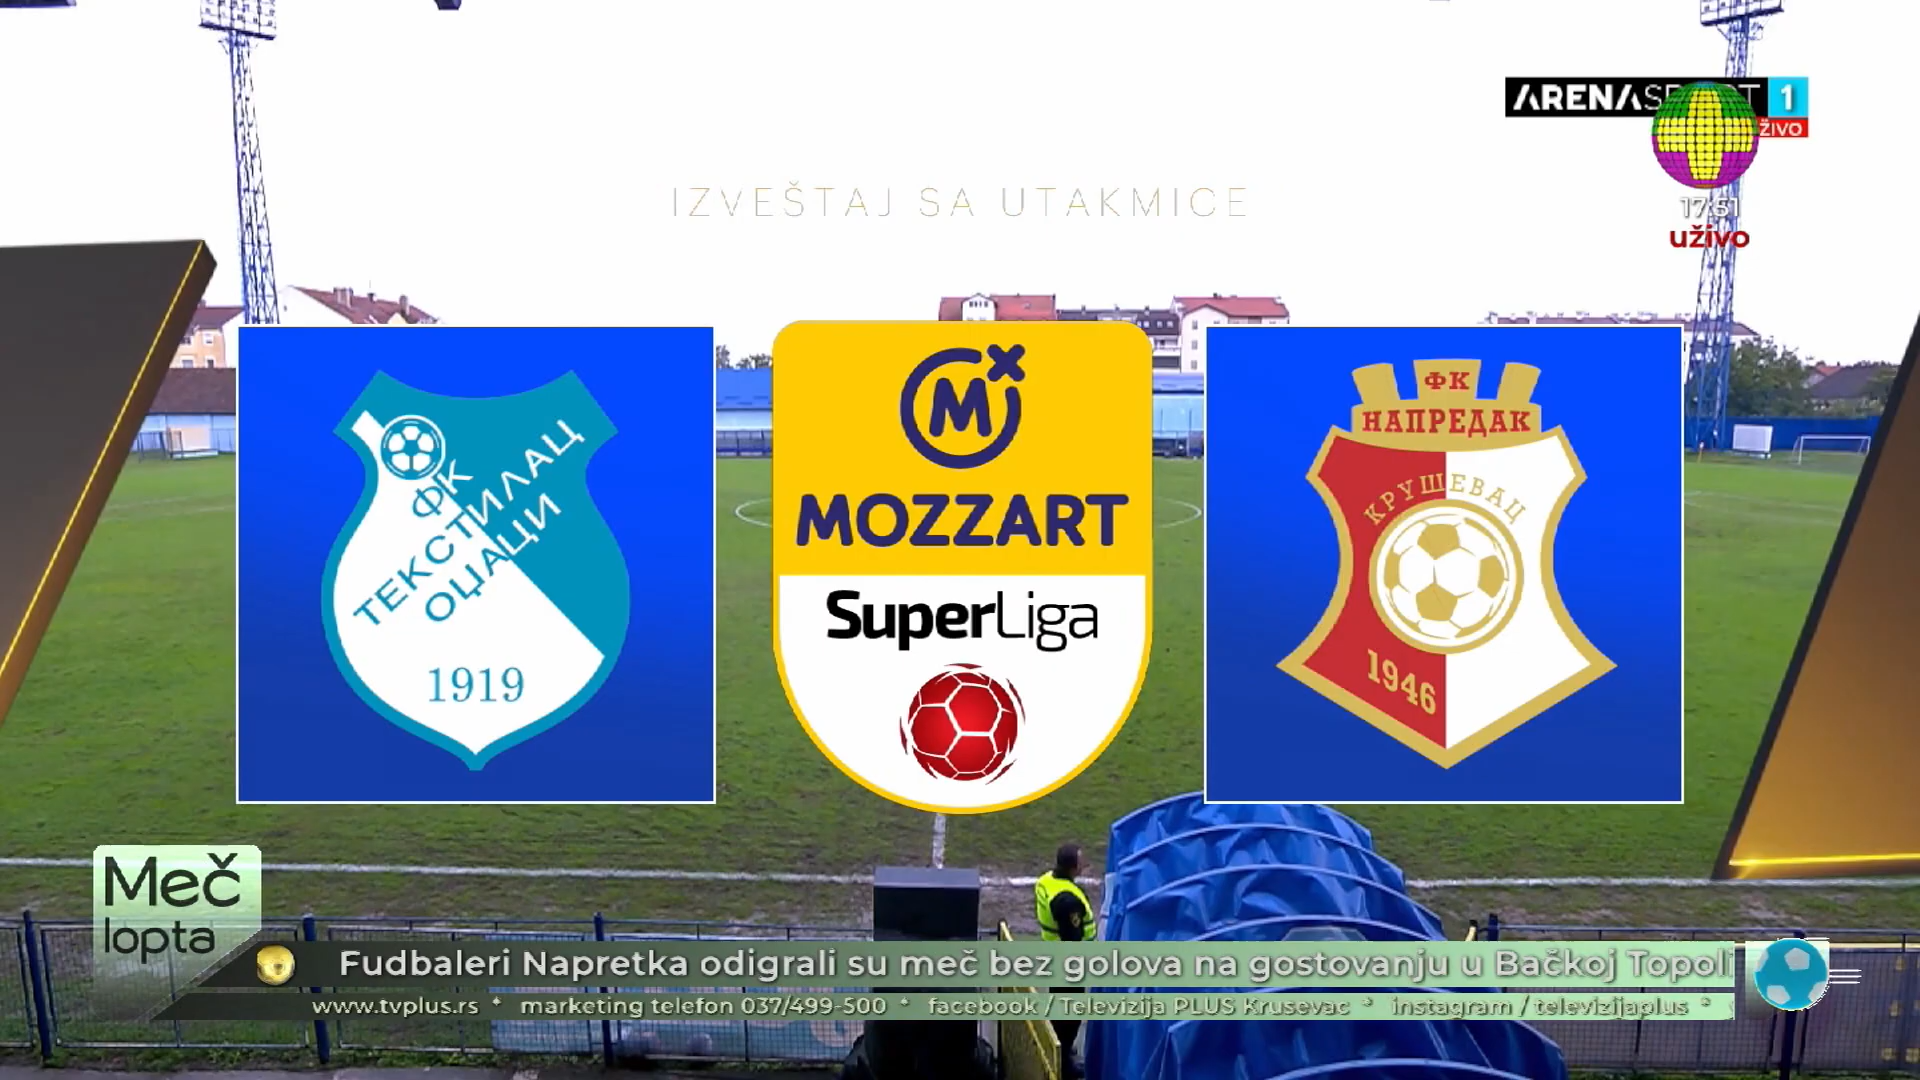 ARENASPORT 1
UŽIVO
17:51
uživo
IZVEŠTAJ SA UTAKMICE
ФК
ТЕКСТИЛАЦ
ОЏАЦИ
1919
M
MOZZART
SuperLiga
ФК
НАПРЕДАК
КРУШЕВАЦ
1946
Meč
lopta
Fudbaleri Napretka odigrali su meč bez golova na gostovanju u Bačkoj Topoli
www.tvplus.rs * marketing telefon 037/499-500 * facebook / Televizija PLUS Krusevac * instagram / televizijaplus *